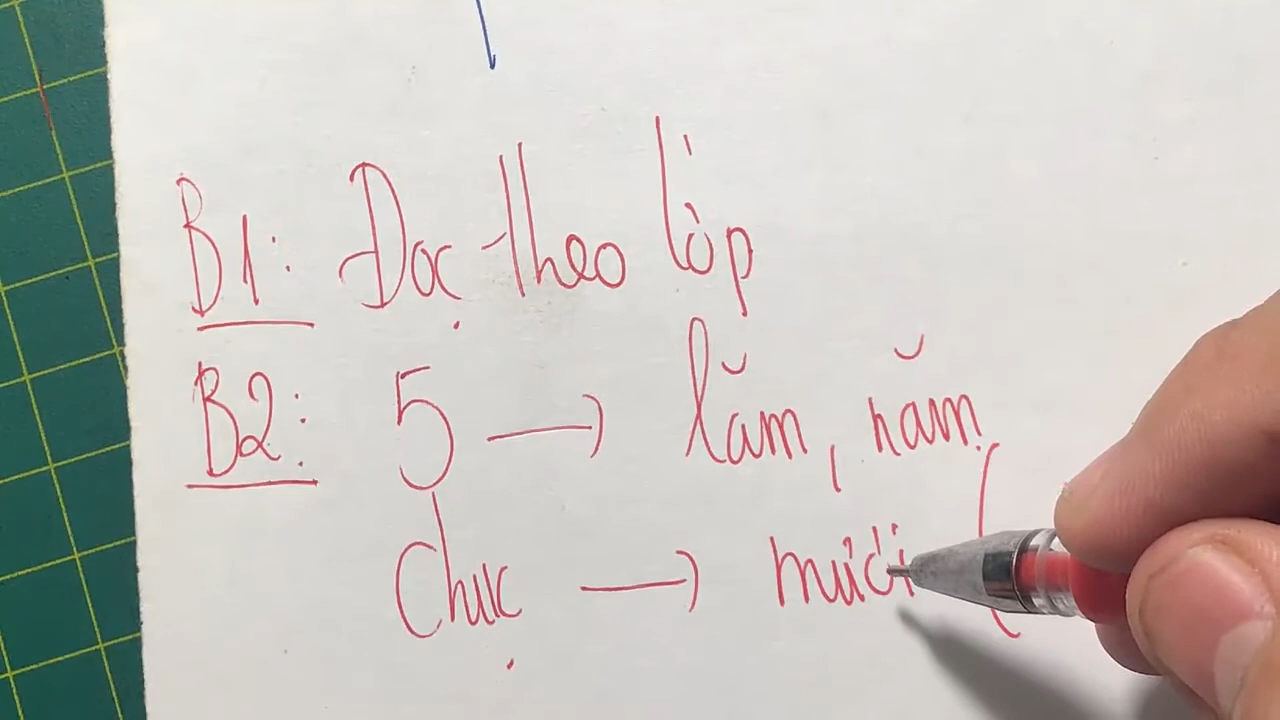 B1: Đọc theo lớp
B2: 5 → lăm, năm
Chục → mươi (